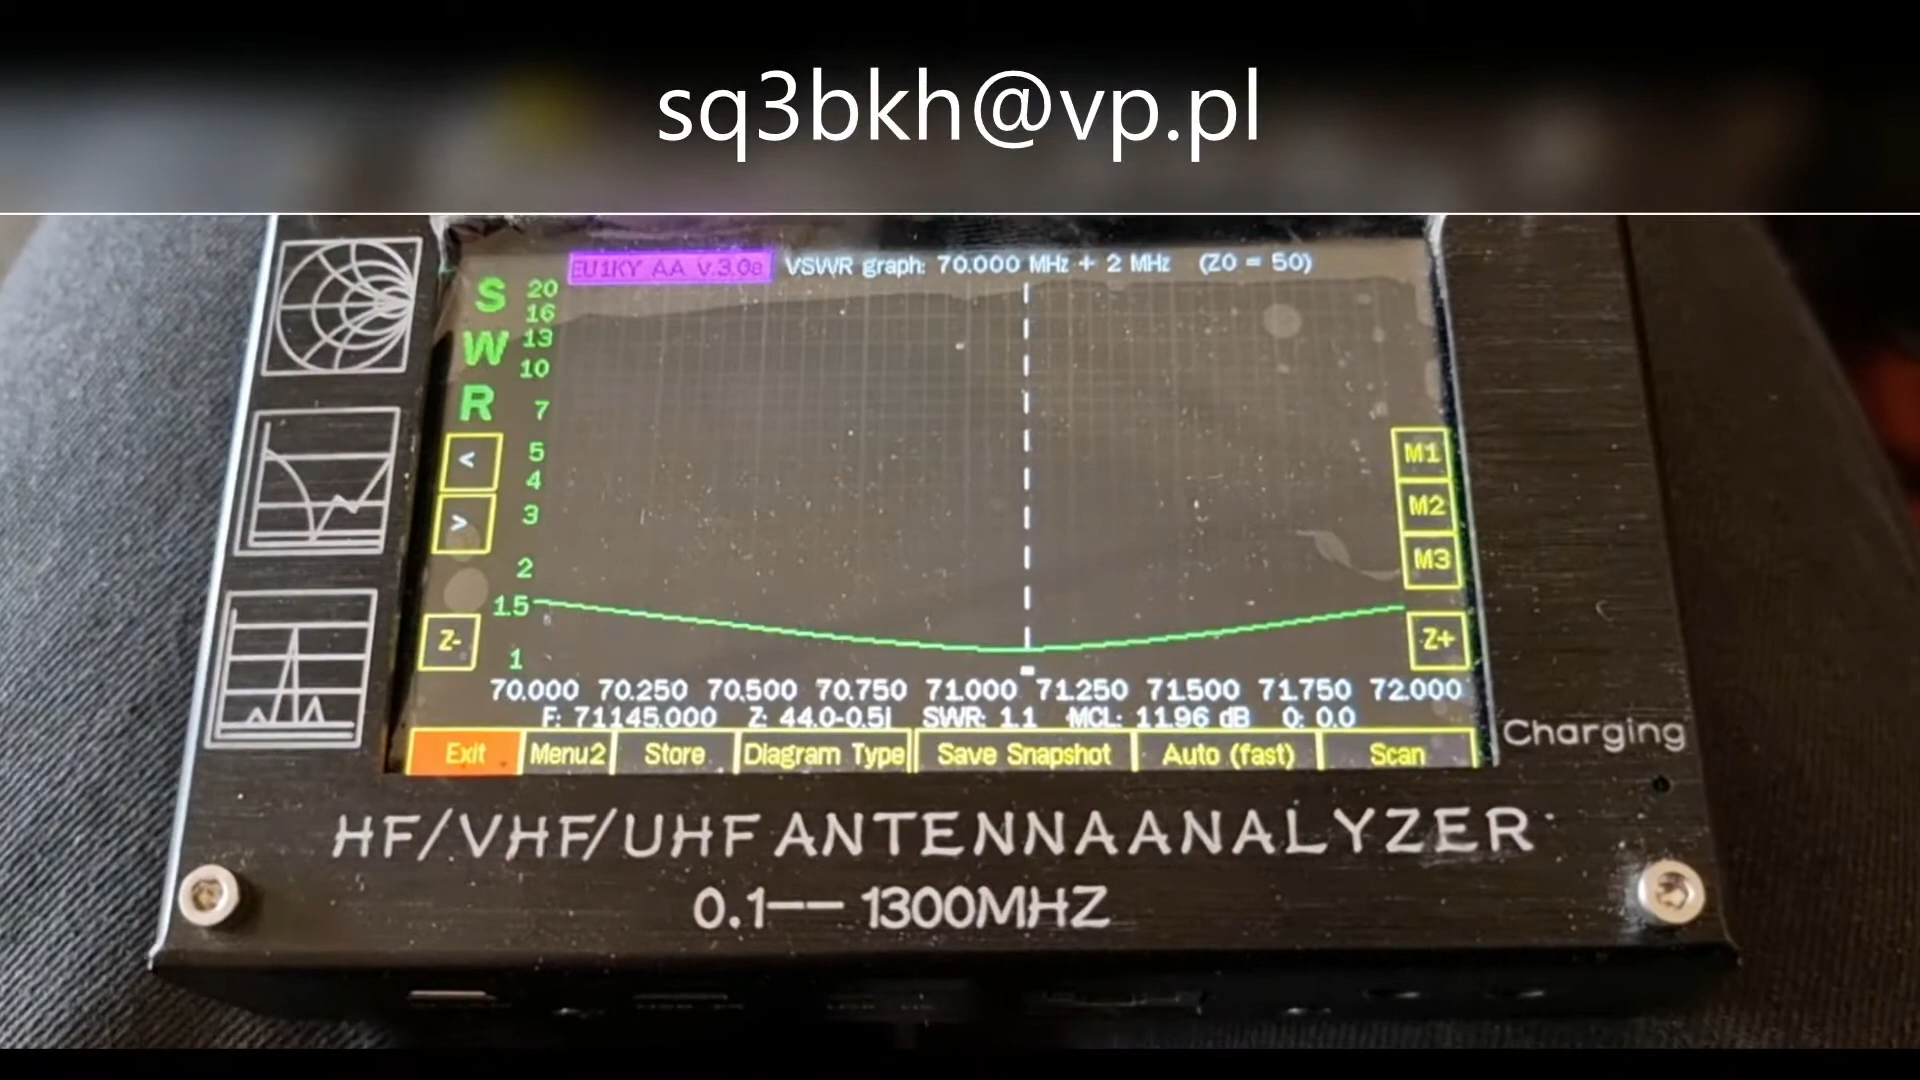 sq3bkh@vp.pl
EU1KY AA v.3.0e VSWR graph: 70.000 MHz + 2 MHz (Z0 = 50)
S
W
R
20
16
13
10
7
5
4
3
2
1.5
1
<
>
Z-
M1
M2
M3
Z+
70.000 70.250 70.500 70.750 71.000 71.250 71.500 71.750 72.000
F: 71145.000 Z: 44.0-0.5j SWR: 1.1 MCL: 11.96 dB Q: 0.0
Exit Menu2 Store Diagram Type Save Snapshot Auto (fast) Scan
Charging
HF/VHF/UHF ANTENNA ANALYZER
0.1-- 1300MHZ